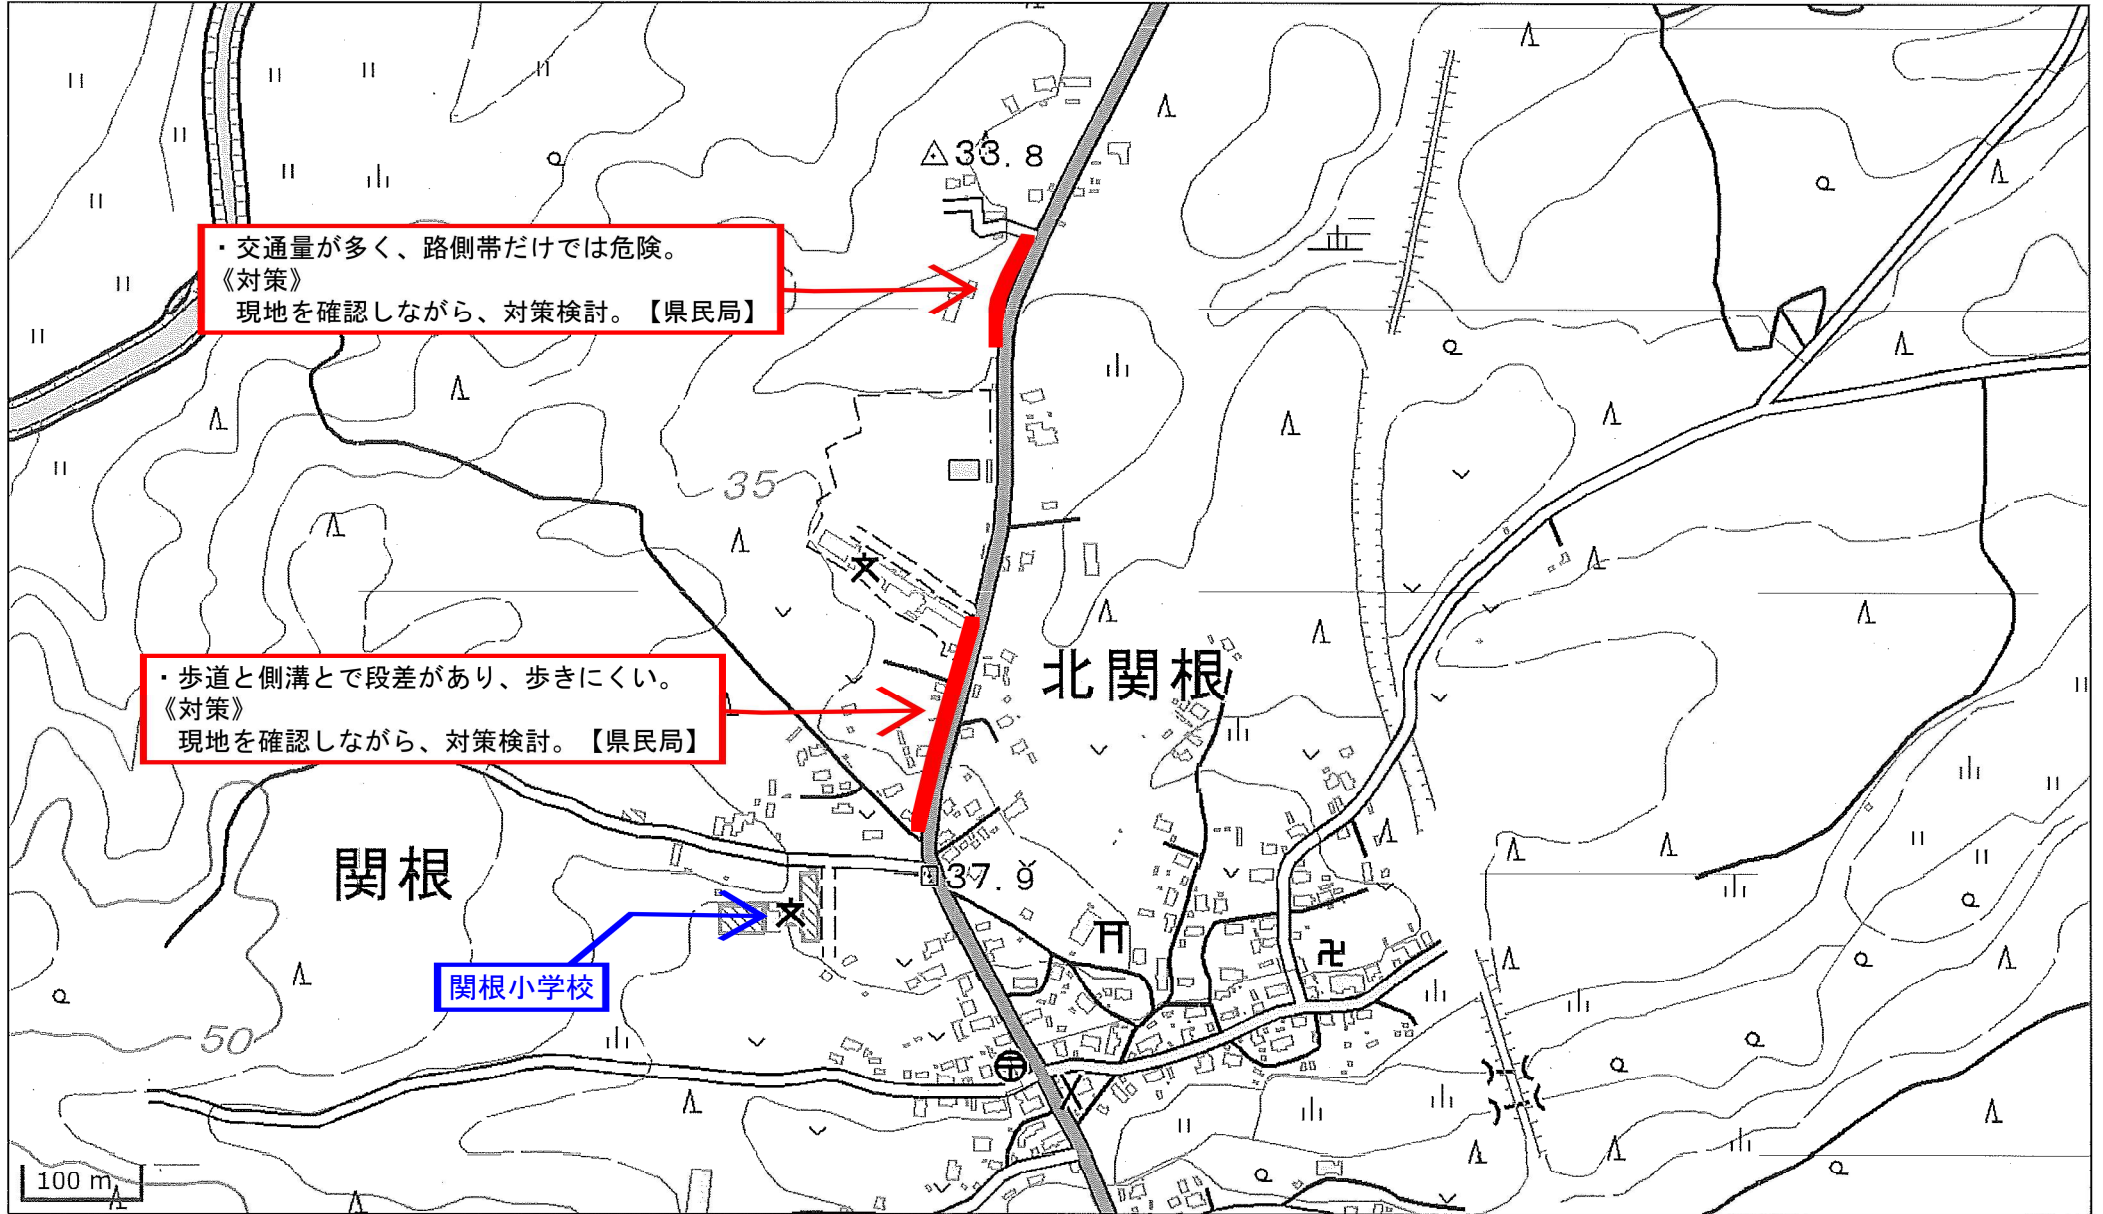 33.8
・交通量が多く、路側帯だけでは危険。
《対策》
現地を確認しながら、対策検討。【県民局】
35
・歩道と側溝とで段差があり、歩きにくい。
《対策》
現地を確認しながら、対策検討。【県民局】
北関根
関根
37.9
関根小学校
50
100 m